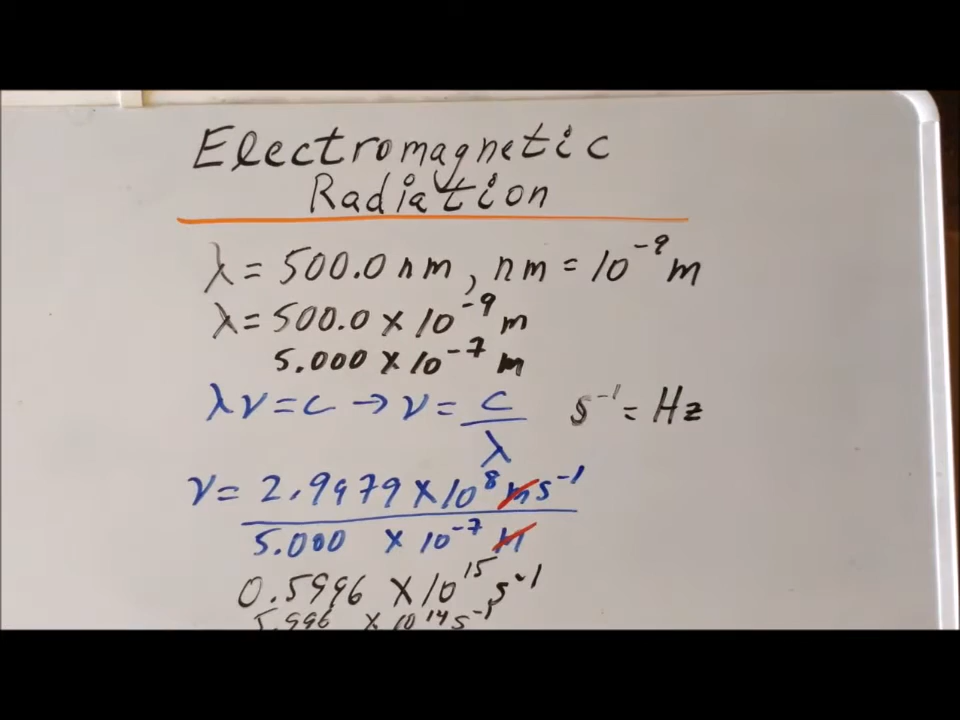 Electromagnetic
Radiation
λ = 500.0 nm, nm = 10⁻⁹ m
λ = 500.0 × 10⁻⁹ m
5.000 × 10⁻⁷ m
λν = c → ν = c/λ s⁻¹ = Hz
ν = 2.9979 × 10⁸ m s⁻¹
5.000 × 10⁻⁷ m
0.5996 × 10¹⁵ s⁻¹
5.996 × 10¹⁴ s⁻¹